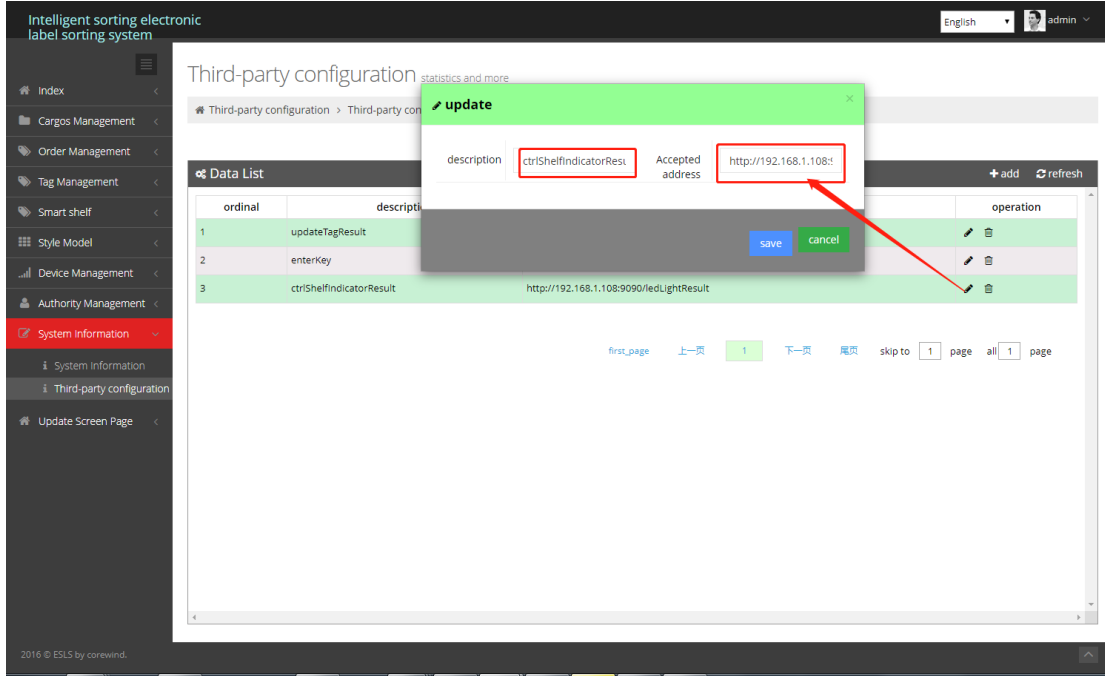 Intelligent sorting electronic
label sorting system
English
admin
Third-party configuration statistics and more
Index
Cargos Management
Order Management
Tag Management
Smart shelf
Style Model
Device Management
Authority Management
System Information
System Information
Third-party configuration
Update Screen Page
Third-party configuration > Third-party con
update
×
description
ctrlShelfIndicatorResu
Accepted
address
http://192.168.1.108:9
save
cancel
Data List
add
refresh
ordinal
descripti
operation
1
updateTagResult
2
enterKey
3
ctrlShelfIndicatorResult
http://192.168.1.108:9090/ledLightResult
first_page
上一页
1
下一页
尾页
skip to 1 page all 1 page
2016 © ESLS by corewind.